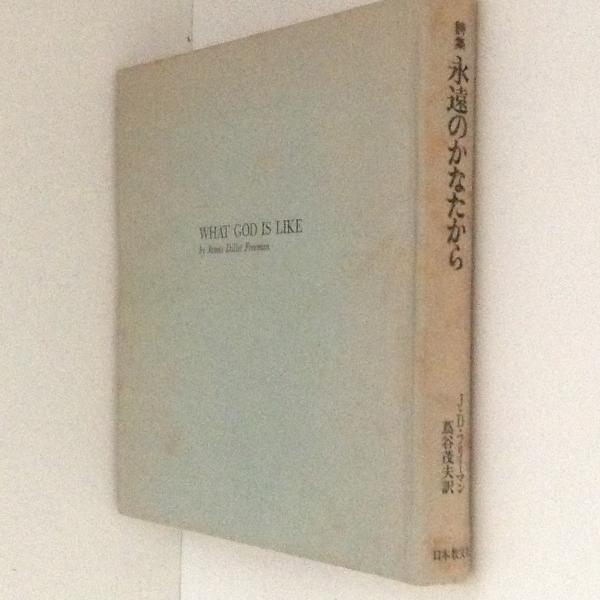 WHAT GOD IS LIKE
by James Dillet Freeman
詩集
永遠のかなたから
J・D・フリーマン
蔦谷茂夫訳
日本教文社